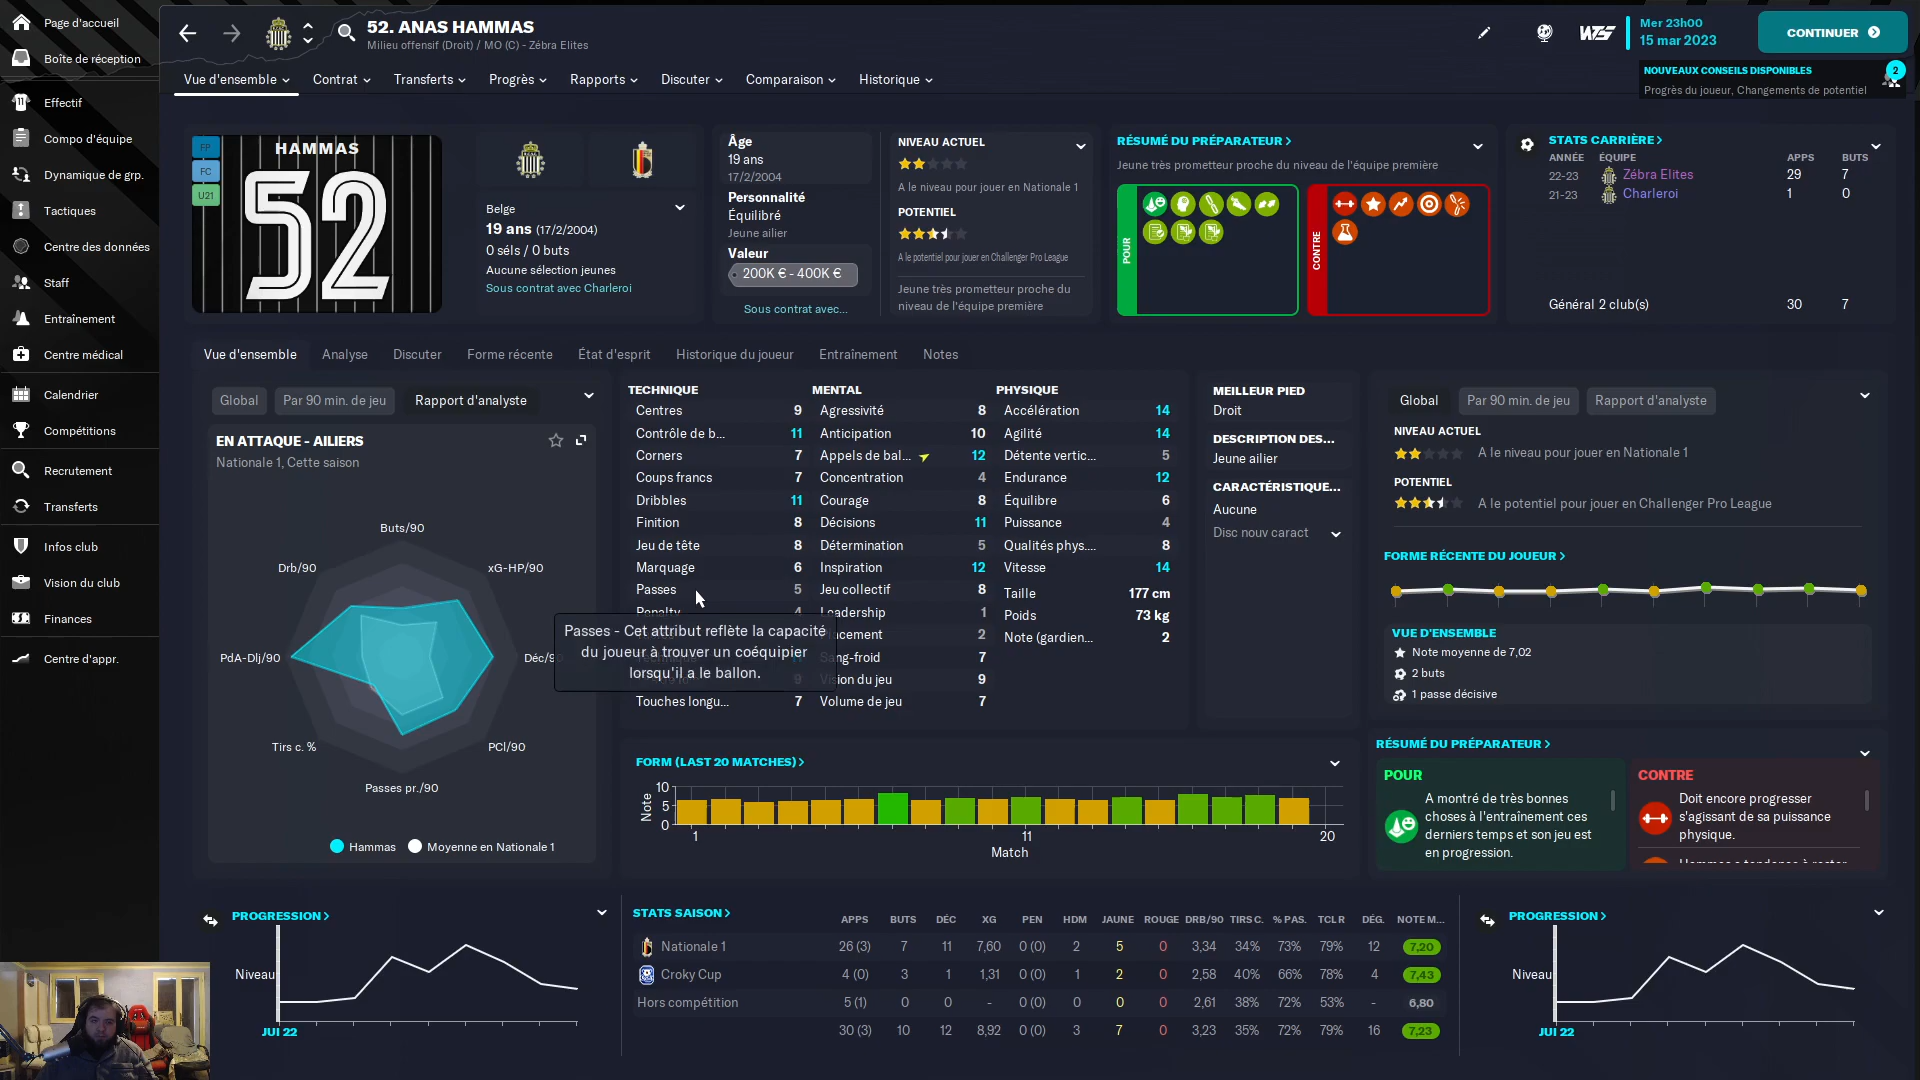 Page d'accueil
Boîte de réception
Effectif
Compo d'équipe
Dynamique de grp.
Tactiques
Centre des données
Staff
Entraînement
Centre médical
Calendrier
Compétitions
Recrutement
Transferts
Infos club
Vision du club
Finances
Centre d'appr.
52. ANAS HAMMAS
Milieu offensif (Droit) / MO (C) - Zébra Elites
Mer 23h00
15 mar 2023
CONTINUER
NOUVEAUX CONSEILS DISPONIBLES
Progrès du joueur, Changements de potentiel
2
Vue d'ensemble
Contrat
Transferts
Progrès
Rapports
Discuter
Comparaison
Historique
FP
FC
U21
HAMMAS
52
Belge
19 ans (17/2/2004)
0 séls / 0 buts
Aucune sélection jeunes
Sous contrat avec Charleroi
Âge
19 ans
17/2/2004
Personnalité
Équilibré
Jeune ailier
Valeur
200K € - 400K €
Sous contrat avec...
NIVEAU ACTUEL
A le niveau pour jouer en Nationale 1
POTENTIEL
A le potentiel pour jouer en Challenger Pro League
Jeune très prometteur proche du
niveau de l'équipe première
RÉSUMÉ DU PRÉPARATEUR >
Jeune très prometteur proche du niveau de l'équipe première
POUR
CONTRE
STATS CARRIÈRE >
ANNÉE ÉQUIPE APPS BUTS
22-23 Zébra Elites 29 7
21-23 Charleroi 1 0
Général 2 club(s) 30 7
Vue d'ensemble
Analyse
Discuter
Forme récente
État d'esprit
Historique du joueur
Entraînement
Notes
Global
Par 90 min. de jeu
Rapport d'analyste
EN ATTAQUE - AILIERS
Nationale 1, Cette saison
Buts/90
xG-HP/90
Déc/9
PCl/90
Passes pr./90
Tirs c. %
PdA-DIj/90
Drb/90
Hammas
Moyenne en Nationale 1
TECHNIQUE
Centres 9
Contrôle de b... 11
Corners 7
Coups francs 7
Dribbles 11
Finition 8
Jeu de tête 8
Marquage 6
Passes 5
Penalty 4
Touches longu... 7
Passes - Cet attribut reflète la capacité
du joueur à trouver un coéquipier
lorsqu'il a le ballon.
MENTAL
Agressivité 8
Anticipation 10
Appels de bal... 12
Concentration 4
Courage 8
Décisions 11
Détermination 5
Inspiration 12
Jeu collectif 8
Leadership 1
lacement 2
ang-froid 7
ision du jeu 9
Volume de jeu 7
PHYSIQUE
Accélération 14
Agilité 14
Détente vertic... 5
Endurance 12
Équilibre 6
Puissance 4
Qualités phys.... 8
Vitesse 14
Taille 177 cm
Poids 73 kg
Note (gardien... 2
MEILLEUR PIED
Droit
DESCRIPTION DES...
Jeune ailier
CARACTÉRISTIQUE...
Aucune
Disc nouv caract
Global
Par 90 min. de jeu
Rapport d'analyste
NIVEAU ACTUEL
A le niveau pour jouer en Nationale 1
POTENTIEL
A le potentiel pour jouer en Challenger Pro League
FORME RÉCENTE DU JOUEUR >
VUE D'ENSEMBLE
Note moyenne de 7,02
2 buts
1 passe décisive
RÉSUMÉ DU PRÉPARATEUR >
POUR
A montré de très bonnes
choses à l'entraînement ces
derniers temps et son jeu est
en progression.
CONTRE
Doit encore progresser
s'agissant de sa puissance
physique.
FORM (LAST 20 MATCHES) >
Note
10
5
0
1
11
20
Match
PROGRESSION >
Niveau
JUI 22
STATS SAISON >
APPS BUTS DÉC XG PEN HDM JAUNE ROUGE DRB/90 TIRS C. % PAS. TCL R DÉG. NOTE M...
Nationale 1 26 (3) 7 11 7,60 0 (0) 2 5 0 3,34 34% 73% 79% 12 7,20
Croky Cup 4 (0) 3 1 1,31 0 (0) 1 2 0 2,58 40% 66% 78% 4 7,43
Hors compétition 5 (1) 0 0 - 0 (0) 0 0 0 2,61 38% 72% 53% - 6,80
30 (3) 10 12 8,92 0 (0) 3 7 0 3,23 35% 72% 79% 16 7,23
PROGRESSION >
Niveau
JUI 22